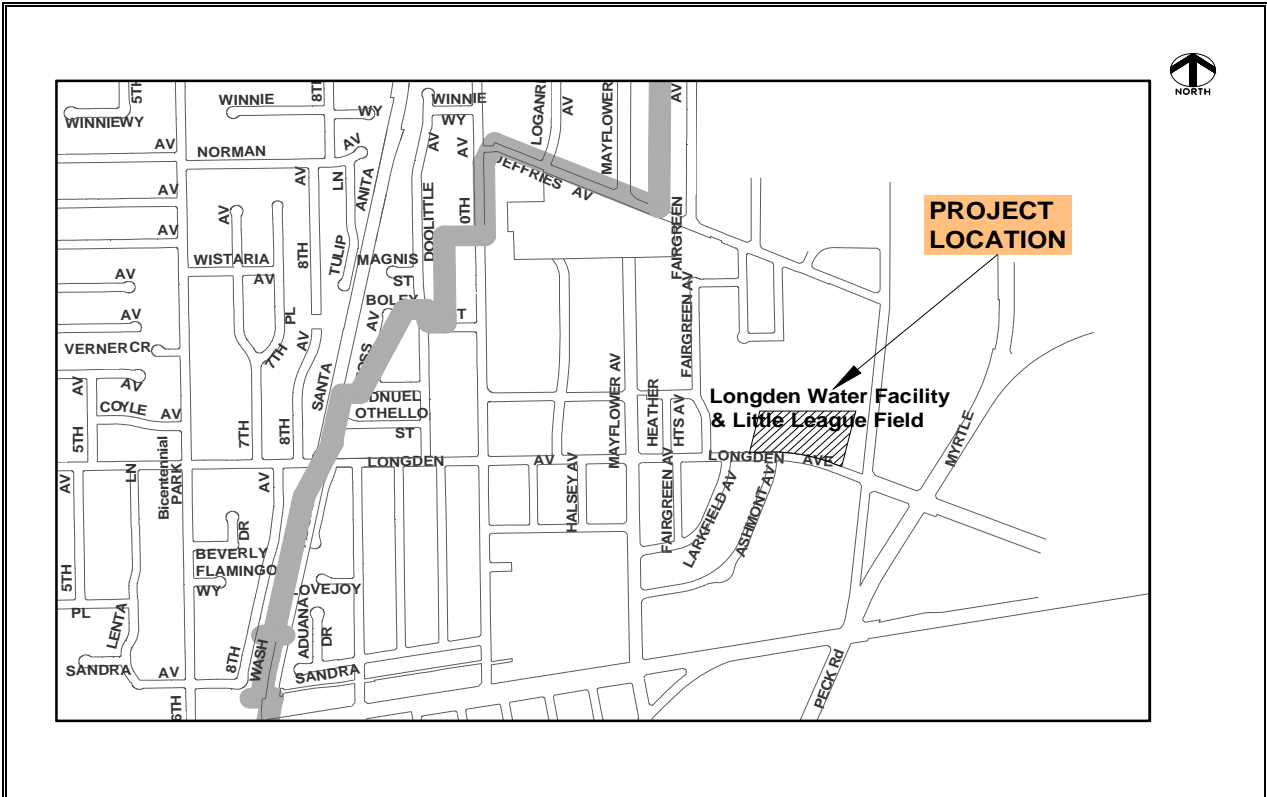 NORTH
5TH
WINNIE
8TH
WINNIE
WINNIEWY
WY
WY
AV
AV
AV
AV
AV
NORMAN
MAYFLOWER
AV
JEFFRIES AV
AV
AV
LN
ANITA
AV
AV
DOOLITTLE
FAIRGREEN
PROJECT
LOCATION
AV
WISTARIA
8TH
TULIP
MAGNIS
AV
AV
ST
BOLEY
AV
PL
AV
FAIRGREEN AV
VERNER CR
7TH
AV
AV
AV
SANTA
MAYFLOWER AV
HEATHER
HTS AV
Longden Water Facility
& Little League Field
COYLE
AV
OTHELLO
5TH
7TH
8TH
ST
LONGDEN
AV
LONGDEN
AVE
MYRTLE
AV
LN
Bicentennial
PARK
AV
HALSEY AV
FAIRGREEN AV
LARKFIELD AV
ASHMONT AV
DR
BEVERLY
FLAMINGO
WY
5TH
LOVEJOY
PL
LENTA
ADUANA
DR
SANDRA
AV
8TH
WASH
SANDRA
PECK Rd